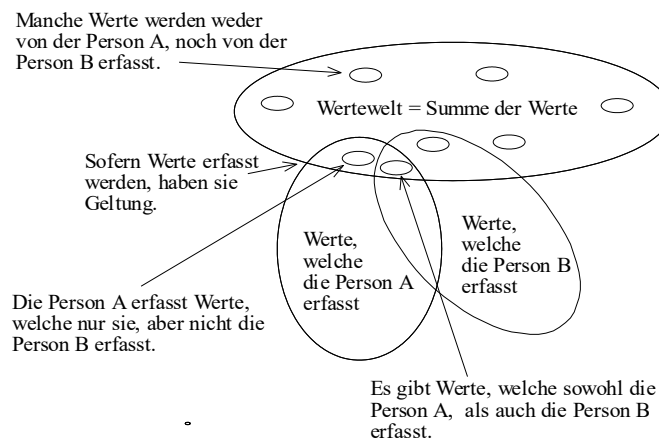 Manche Werte werden weder
von der Person A, noch von der
Person B erfasst.
Wertewelt = Summe der Werte
Sofern Werte erfasst
werden, haben sie
Geltung.
Werte,
welche
die Person A
erfasst
Werte,
welche
die Person B
erfasst
Die Person A erfasst Werte,
welche nur sie, aber nicht die
Person B erfasst.
Es gibt Werte, welche sowohl die
Person A,  als auch die Person B
erfasst.